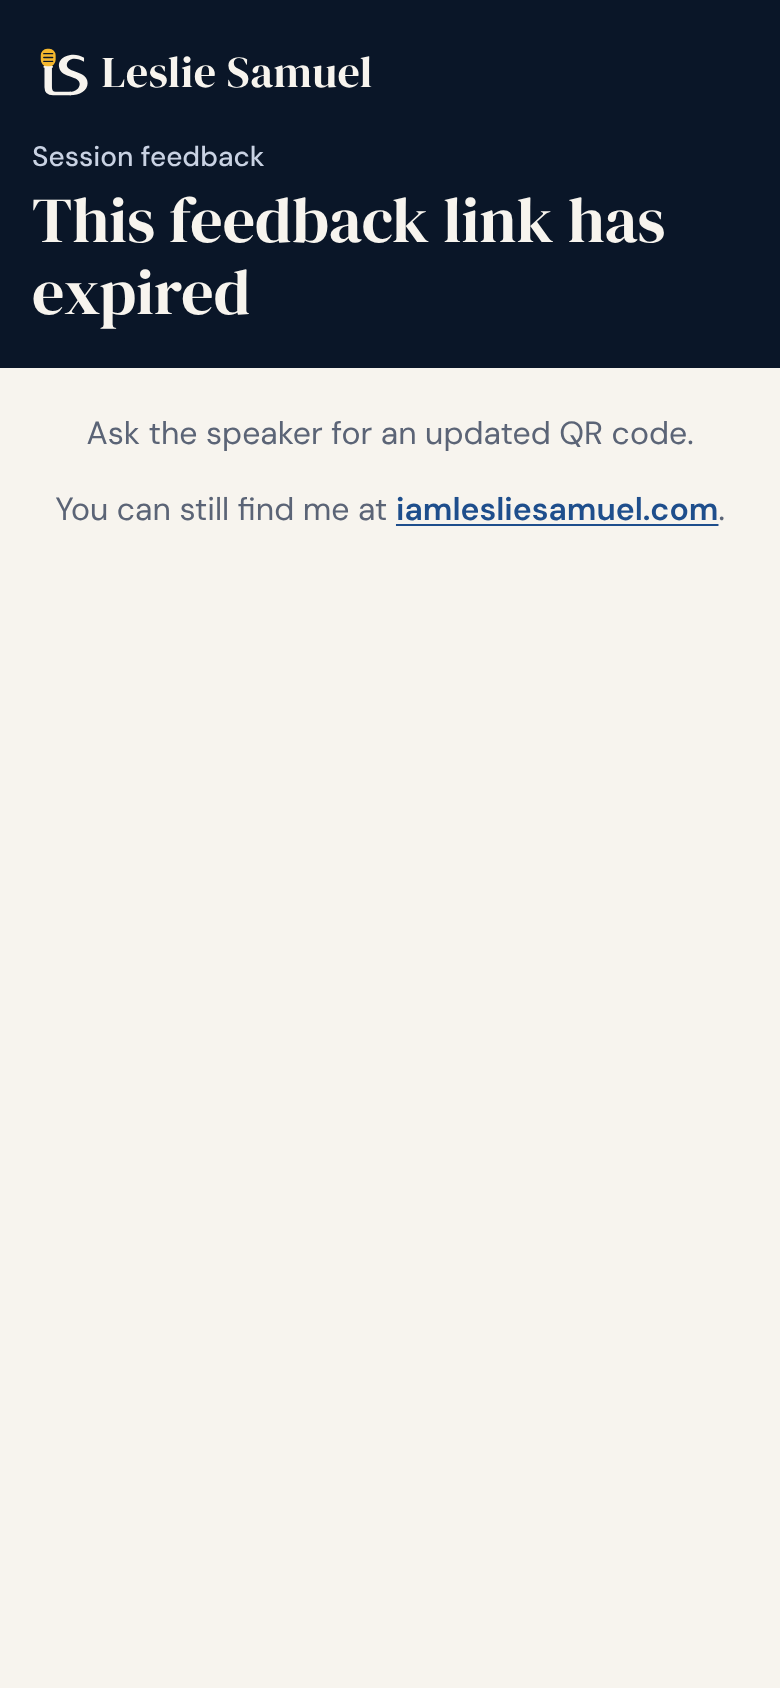 LS Leslie Samuel
Session feedback
This feedback link has
expired
Ask the speaker for an updated QR code.
You can still find me at iamlesliesamuel.com.